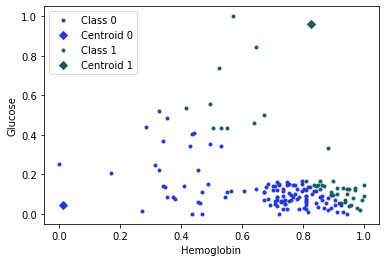 Class 0
Centroid 0
Class 1
Centroid 1
1.0
0.8
0.6
0.4
0.2
0.0
Glucose
0.0 0.2 0.4 0.6 0.8 1.0
Hemoglobin